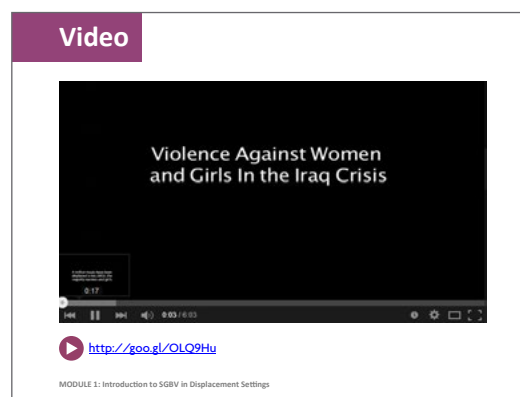 Video
Violence Against Women
and Girls In the Iraq Crisis
0:17
0:03 / 6:03
http://goo.gl/OLQ9Hu
MODULE 1: Introduction to SGBV in Displacement Settings